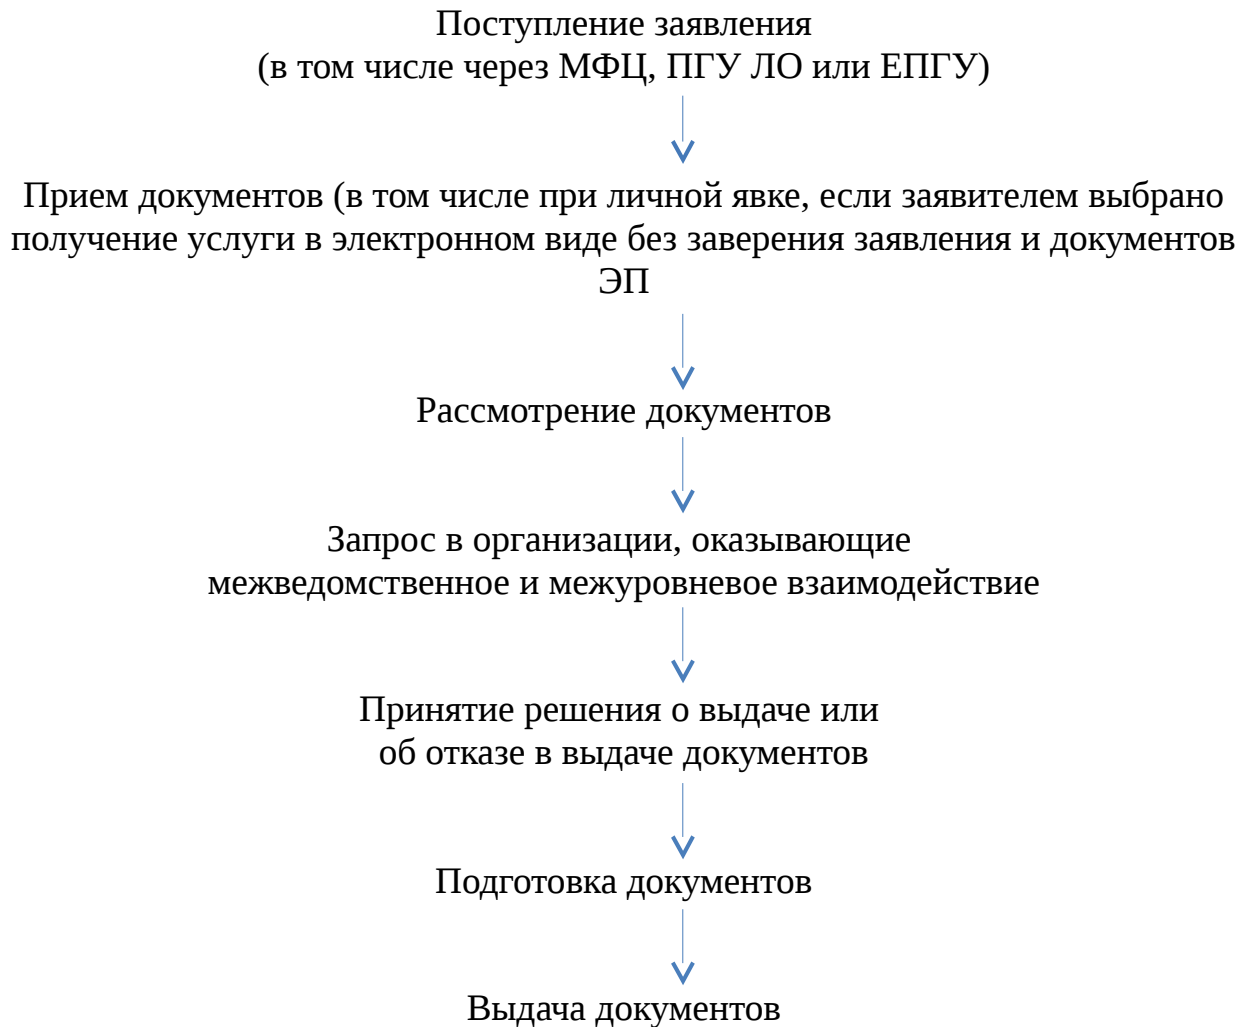 Поступление заявления
(в том числе через МФЦ, ПГУ ЛО или ЕПГУ)
Прием документов (в том числе при личной явке, если заявителем выбрано
получение услуги в электронном виде без заверения заявления и документов
ЭП
Рассмотрение документов
Запрос в организации, оказывающие
межведомственное и межуровневое взаимодействие
Принятие решения о выдаче или
об отказе в выдаче документов
Подготовка документов
Выдача документов